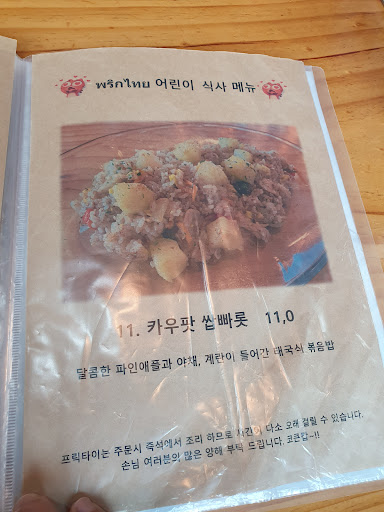 พริกไทย 어린이 식사 메뉴
11. 카우팟 쌉빠롯 11,0
달콤한 파인애플과 야채, 계란이 들어간 태국식 볶음밥
프릭타이는 주문시 즉석에서 조리 하므로 시간이 다소 오래 걸릴 수 있습니다.
손님 여러분의 많은 양해 부탁 드립니다. 코쿤캅~!!